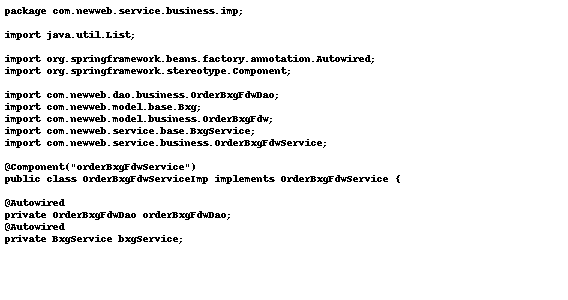 package com.newweb.service.business.imp;
import java.util.List;
import org.springframework.beans.factory.annotation.Autowired;
import org.springframework.stereotype.Component;
import com.newweb.dao.business.OrderBxgFdwDao;
import com.newweb.model.base.Bxg;
import com.newweb.model.business.OrderBxgFdw;
import com.newweb.service.base.BxgService;
import com.newweb.service.business.OrderBxgFdwService;
@Component("orderBxgFdwService")
public class OrderBxgFdwServiceImp implements OrderBxgFdwService {
@Autowired
private OrderBxgFdwDao orderBxgFdwDao;
@Autowired
private BxgService bxgService;